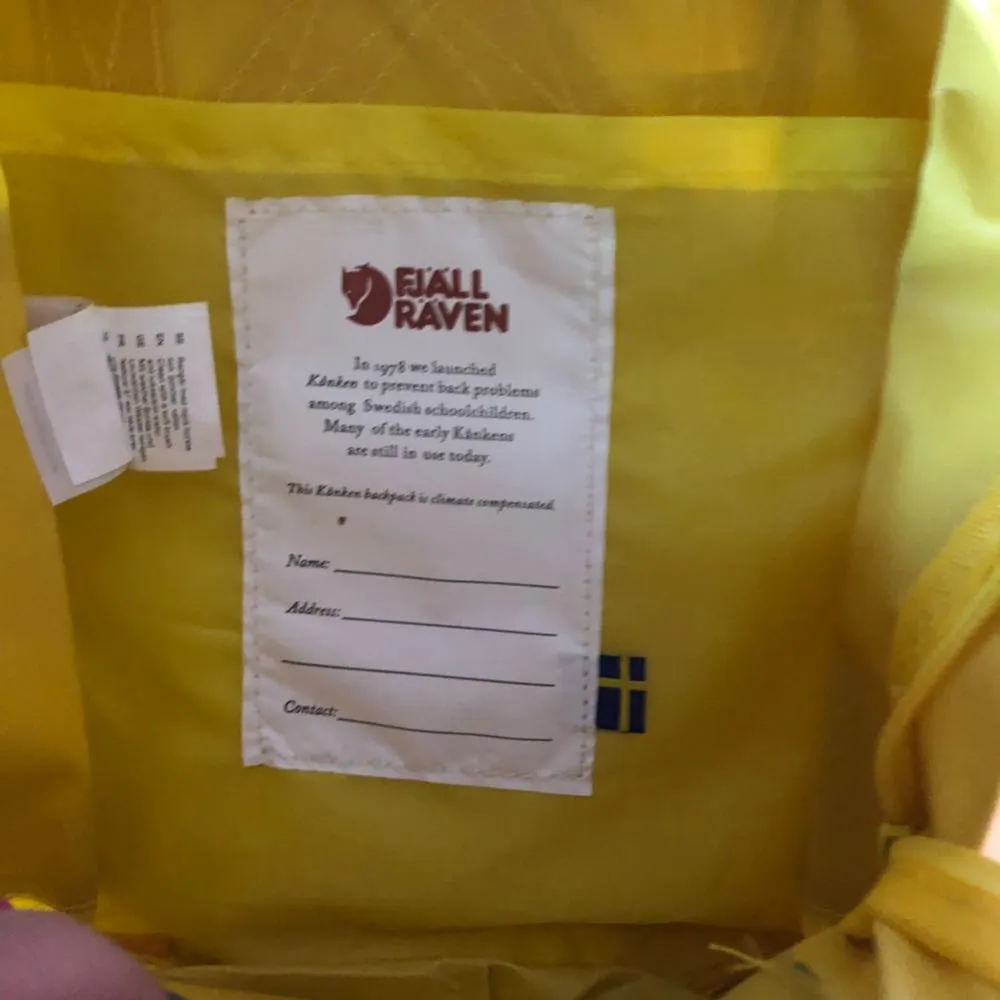 FJÄLL
RÄVEN
In 1978 we launched
Kånken to prevent back problems
among Swedish schoolchildren.
Many of the early Kånkens
are still in use today.
This Kånken backpack is climate compensated.
Name:
Address:
Contact: